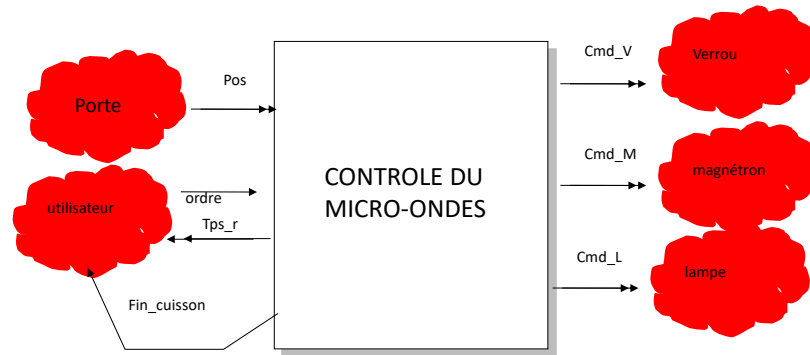 Cmd_V
Verrou
Pos
Porte
Cmd_M
magnétron
CONTROLE DU
MICRO-ONDES
ordre
utilisateur
Tps_r
Cmd_L
lampe
Fin_cuisson